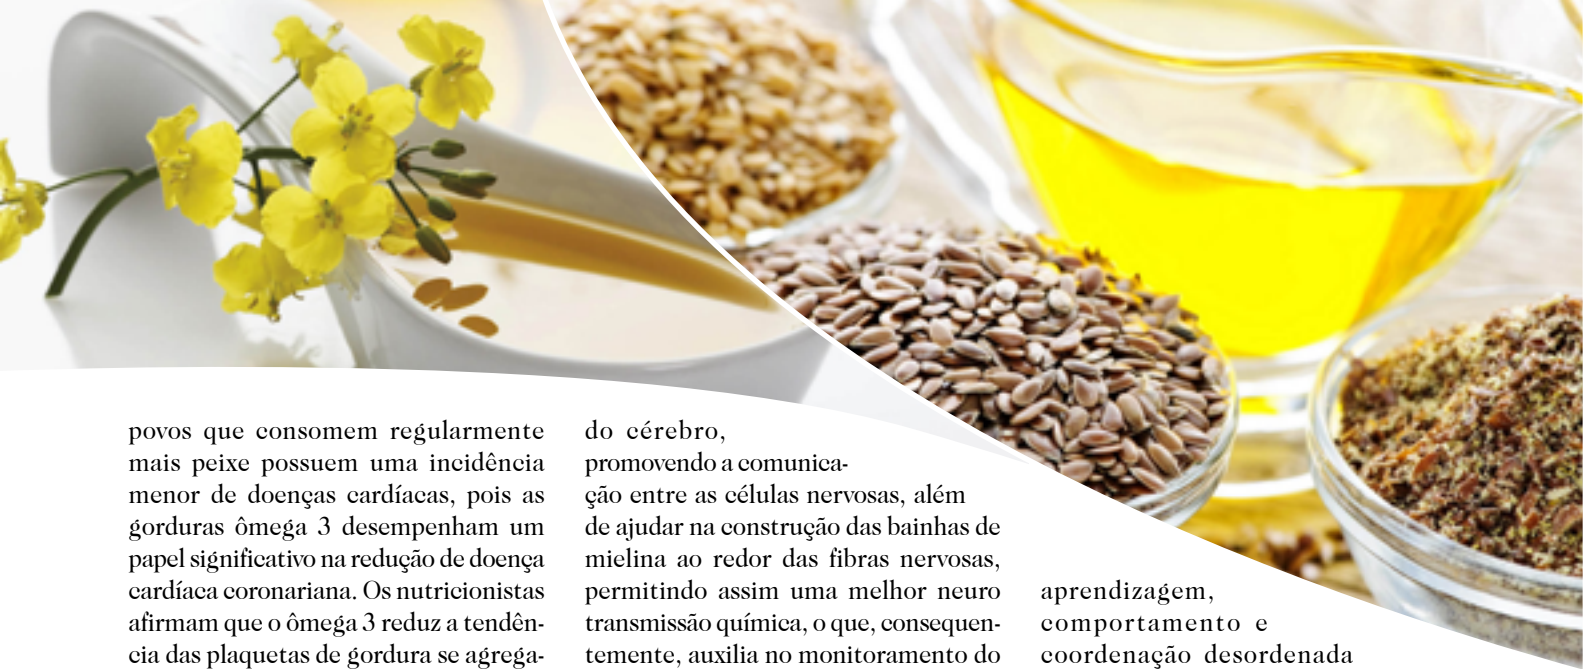 povos que consomem regularmente
mais peixe possuem uma incidência
menor de doenças cardíacas, pois as
gorduras ômega 3 desempenham um
papel significativo na redução de doença
cardíaca coronariana. Os nutricionistas
afirmam que o ômega 3 reduz a tendên-
cia das plaquetas de gordura se agrega-
do cérebro,
promovendo a comunica-
ção entre as células nervosas, além
de ajudar na construção das bainhas de
mielina ao redor das fibras nervosas,
permitindo assim uma melhor neuro
transmissão química, o que, consequen-
temente, auxilia no monitoramento do
aprendizagem,
comportamento e
coordenação desordenada